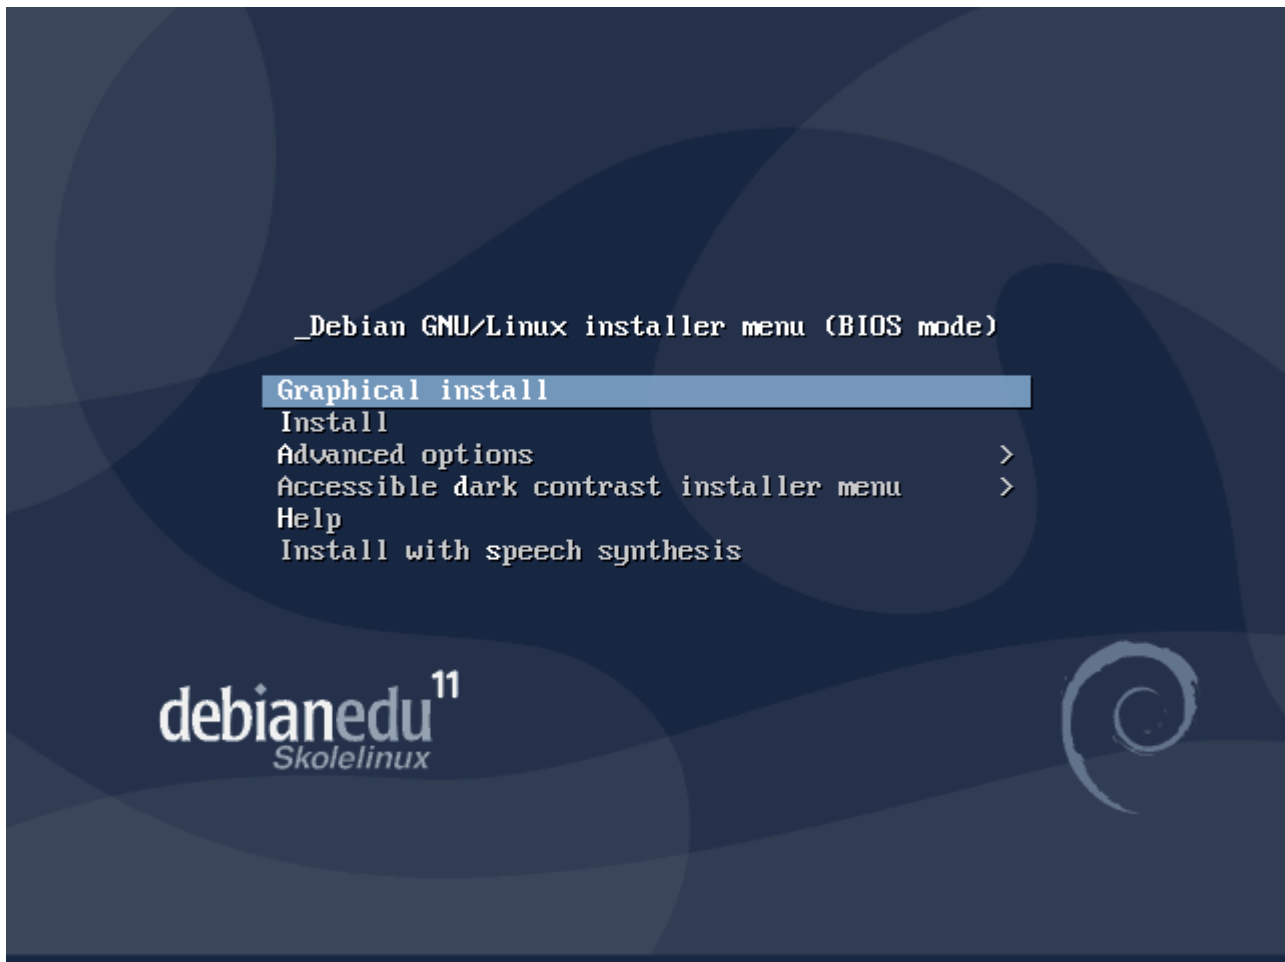 _Debian GNU/Linux installer menu (BIOS mode)
Graphical install
Install
Advanced options >
Accessible dark contrast installer menu >
Help
Install with speech synthesis
debianedu 11
Skolelinux